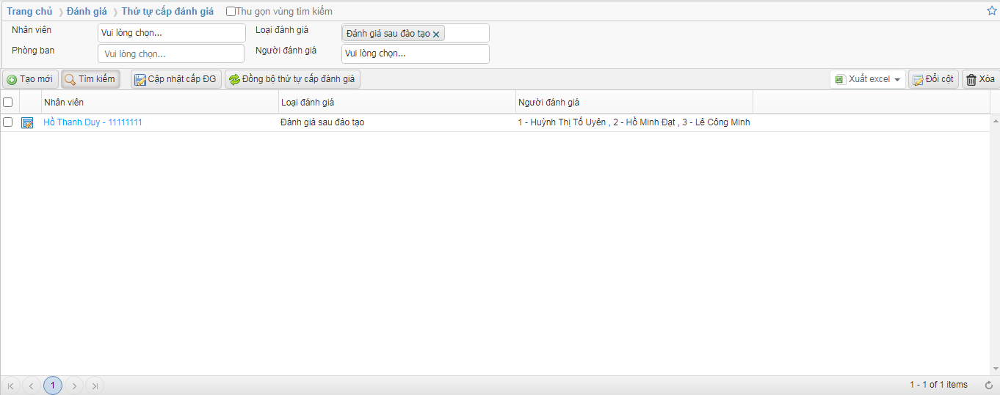 Trang chủ Đánh giá Thứ tự cấp đánh giá Thu gọn vùng tìm kiếm
Nhân viên Vui lòng chọn... Loại đánh giá Đánh giá sau đào tạo
Phòng ban Vui lòng chọn... Người đánh giá Vui lòng chọn...
Tạo mới Tìm kiếm Cập nhật cấp ĐG Đồng bộ thứ tự cấp đánh giá Xuất excel Đổi cột Xóa
Nhân viên Loại đánh giá Người đánh giá
Hồ Thanh Duy - 11111111 Đánh giá sau đào tạo 1 - Huỳnh Thị Tố Uyên , 2 - Hồ Minh Đạt , 3 - Lê Công Minh
1 1 - 1 of 1 items